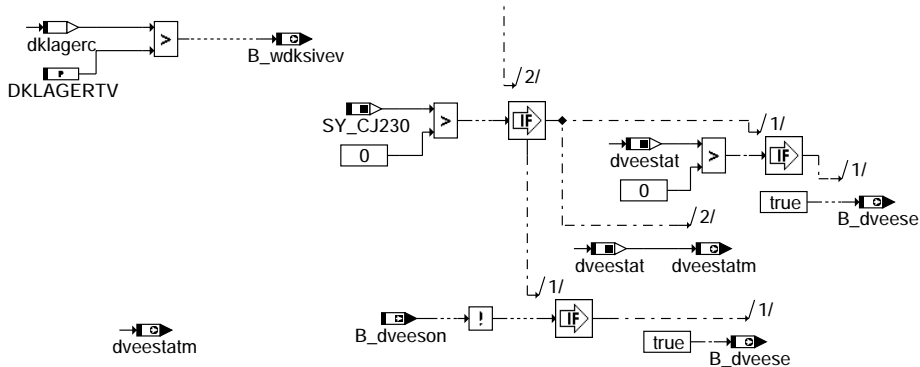 dklagerc
>
B_wdksivev
P
DKLAGERTV
/2/
SY_CJ230
>
IF
0
/1/
dveestat
>
IF
0
/1/
true
B_dveese
/2/
dveestat
dveestatm
/1/
/1/
dveestatm
B_dveeson
!
IF
true
B_dveese